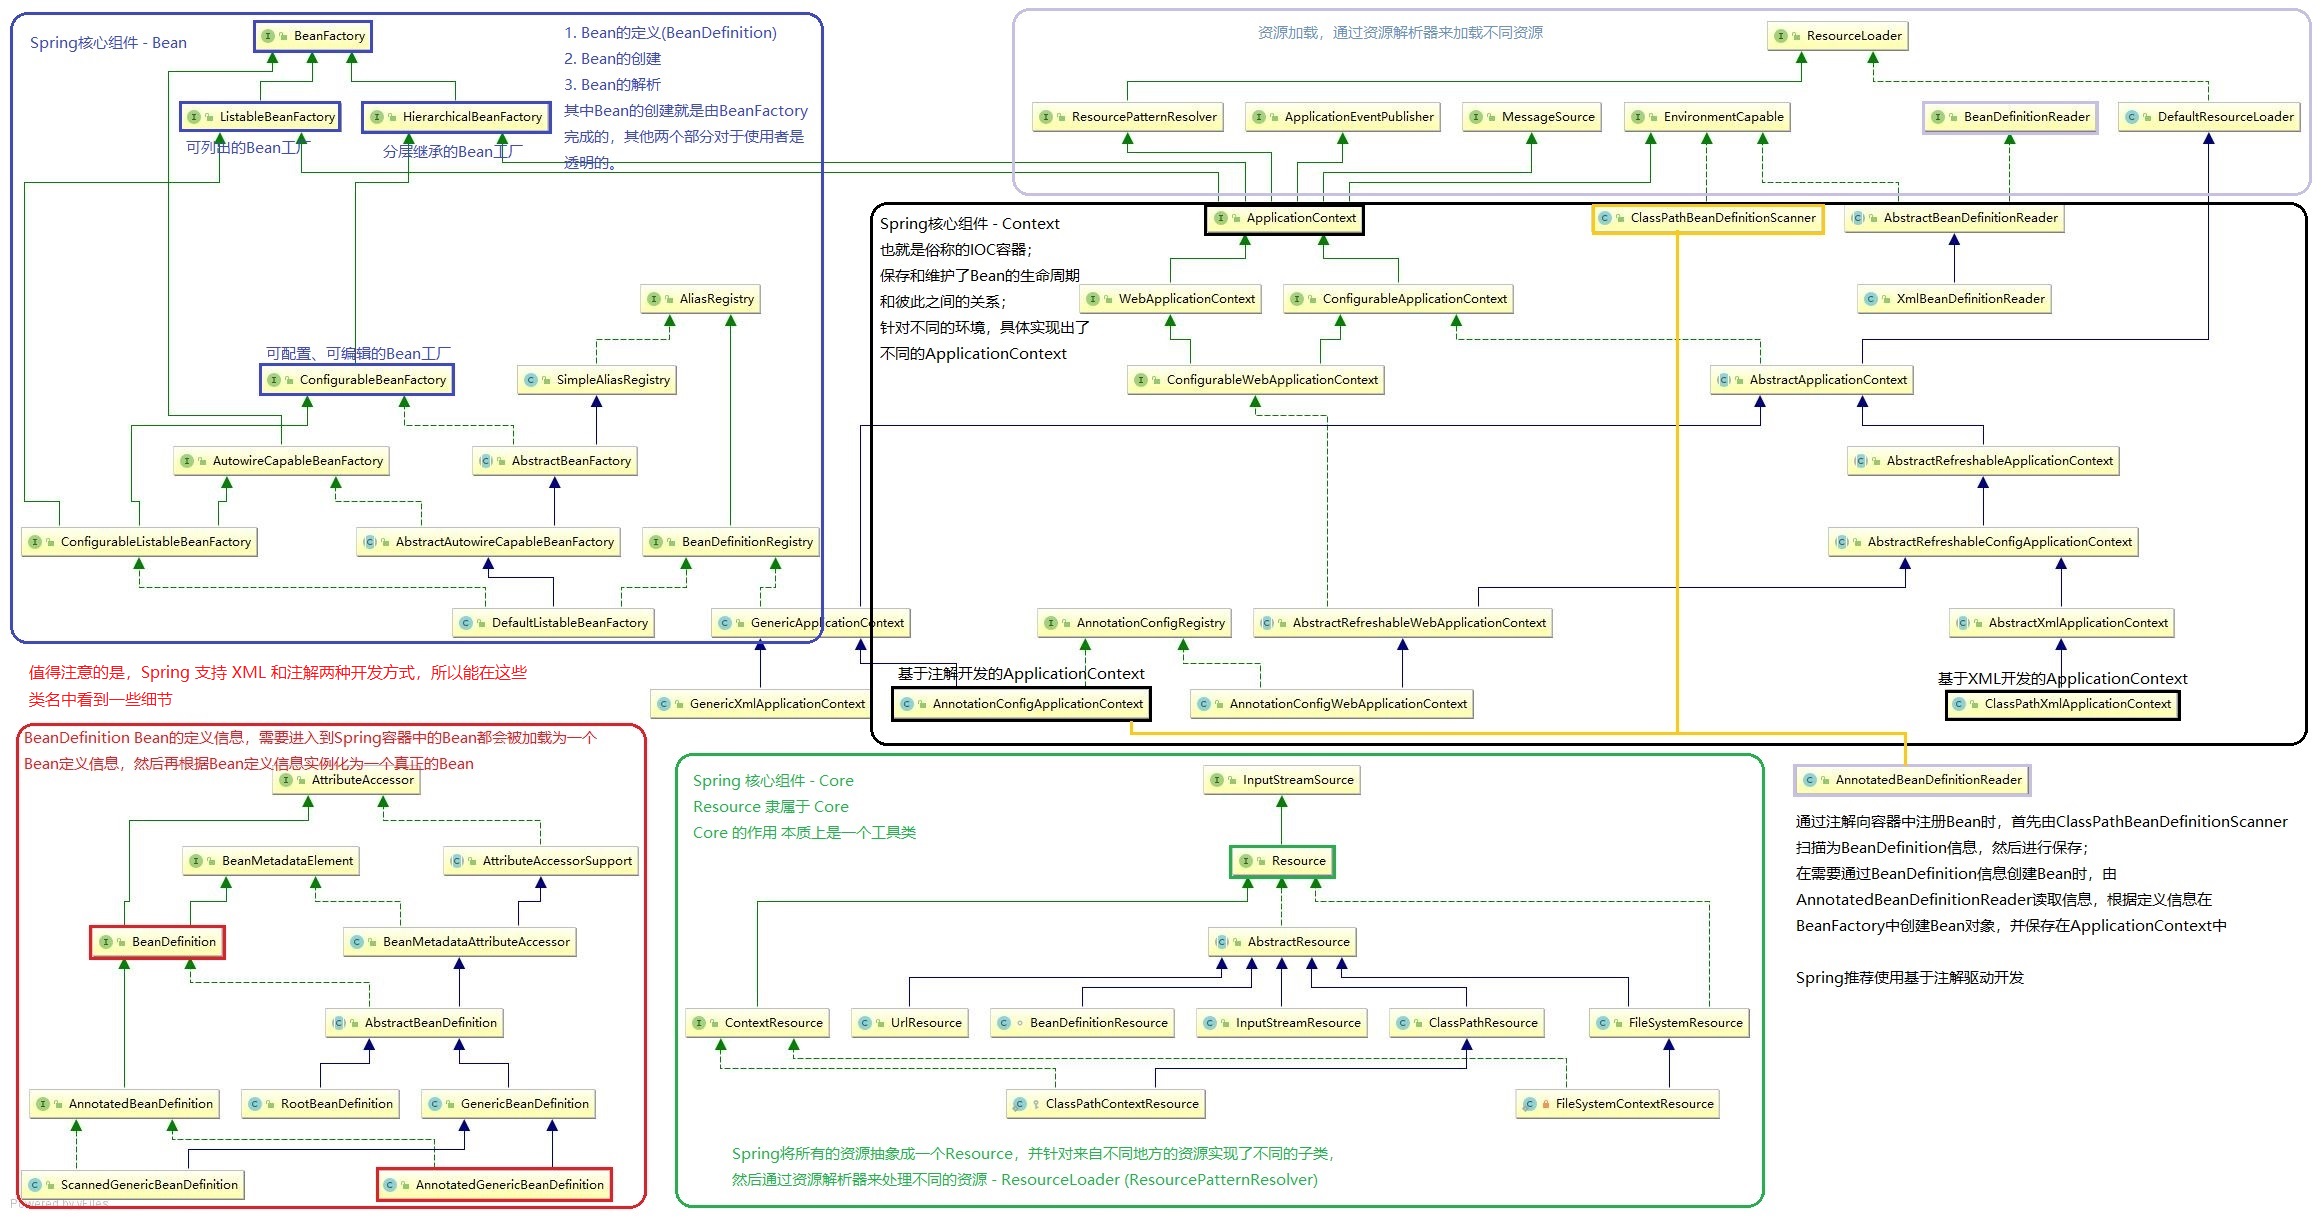 Spring核心组件 - Bean
BeanFactory
1. Bean的定义(BeanDefinition)
2. Bean的创建
3. Bean的解析
其中Bean的创建就是由BeanFactory
完成的，其他两个部分对于使用者是
透明的。
ListableBeanFactory
HierarchicalBeanFactory
可列出的Bean工厂
分层继承的Bean工厂
AliasRegistry
可配置、可编辑的Bean工厂
ConfigurableBeanFactory
SimpleAliasRegistry
AutowireCapableBeanFactory
AbstractBeanFactory
ConfigurableListableBeanFactory
AbstractAutowireCapableBeanFactory
BeanDefinitionRegistry
DefaultListableBeanFactory
GenericApplicationContext
GenericXmlApplicationContext
资源加载，通过资源解析器来加载不同资源
ResourceLoader
ResourcePatternResolver
ApplicationEventPublisher
MessageSource
EnvironmentCapable
BeanDefinitionReader
DefaultResourceLoader
Spring核心组件 - Context
也就是俗称的IOC容器；
保存和维护了Bean的生命周期
和彼此之间的关系；
针对不同的环境，具体实现出了
不同的ApplicationContext
ApplicationContext
ClassPathBeanDefinitionScanner
AbstractBeanDefinitionReader
WebApplicationContext
ConfigurableApplicationContext
XmlBeanDefinitionReader
ConfigurableWebApplicationContext
AbstractApplicationContext
AbstractRefreshableApplicationContext
AbstractRefreshableConfigApplicationContext
AnnotationConfigRegistry
AbstractRefreshableWebApplicationContext
AbstractXmlApplicationContext
基于注解开发的ApplicationContext
基于XML开发的ApplicationContext
AnnotationConfigApplicationContext
AnnotationConfigWebApplicationContext
ClassPathXmlApplicationContext
值得注意的是，Spring 支持 XML 和注解两种开发方式，所以能在这些
类名中看到一些细节
BeanDefinition Bean的定义信息，需要进入到Spring容器中的Bean都会被加载为一个
Bean定义信息，然后再根据Bean定义信息实例化为一个真正的Bean
AttributeAccessor
BeanMetadataElement
AttributeAccessorSupport
BeanDefinition
BeanMetadataAttributeAccessor
AbstractBeanDefinition
AnnotatedBeanDefinition
RootBeanDefinition
GenericBeanDefinition
ScannedGenericBeanDefinition
AnnotatedGenericBeanDefinition
Powered by yFiles
Spring 核心组件 - Core
Resource 隶属于 Core
Core 的作用 本质上是一个工具类
InputStreamSource
Resource
AbstractResource
ContextResource
UrlResource
BeanDefinitionResource
InputStreamResource
ClassPathResource
FileSystemResource
ClassPathContextResource
FileSystemContextResource
Spring将所有的资源抽象成一个Resource，并针对来自不同地方的资源实现了不同的子类，
然后通过资源解析器来处理不同的资源 - ResourceLoader (ResourcePatternResolver)
AnnotatedBeanDefinitionReader
通过注解向容器中注册Bean时，首先由ClassPathBeanDefinitionScanner
扫描为BeanDefinition信息，然后进行保存；
在需要通过BeanDefinition信息创建Bean时，由
AnnotatedBeanDefinitionReader读取信息，根据定义信息在
BeanFactory中创建Bean对象，并保存在ApplicationContext中
Spring推荐使用基于注解驱动开发